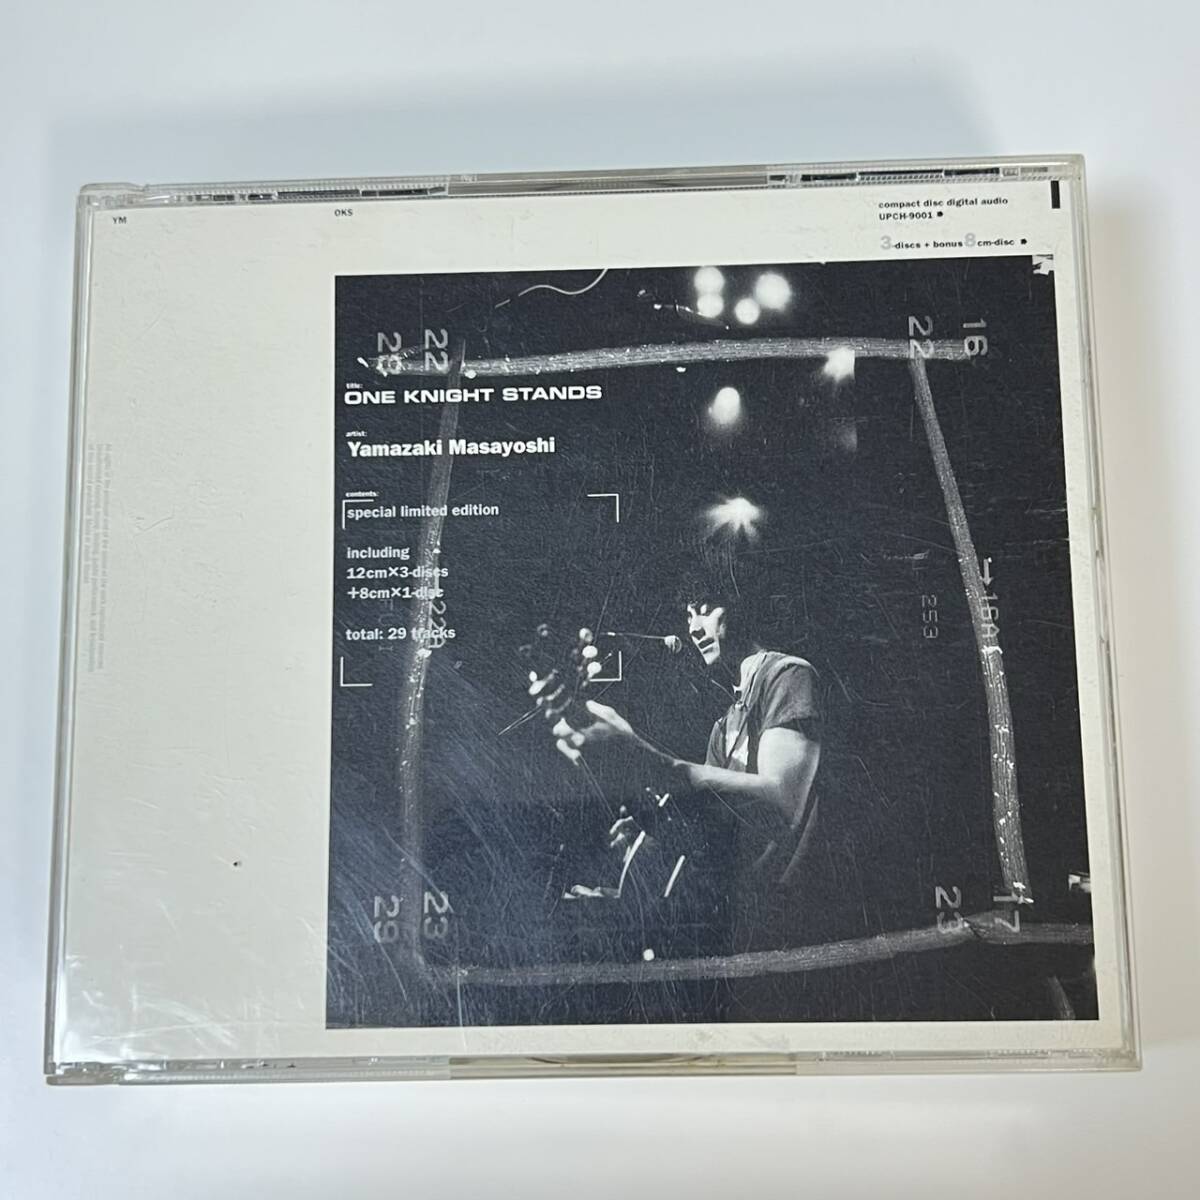 YM
OKS
compact disc digital audio
UPCH-9001
3-discs + bonus 8cm-disc
22
22
16
title:
ONE KNIGHT STANDS
artist:
Yamazaki Masayoshi
contents:
special limited edition
including
12cm×3-discs
+8cm×1-disc
total: 29 tracks
22A
253
→16A
29
23
23
17